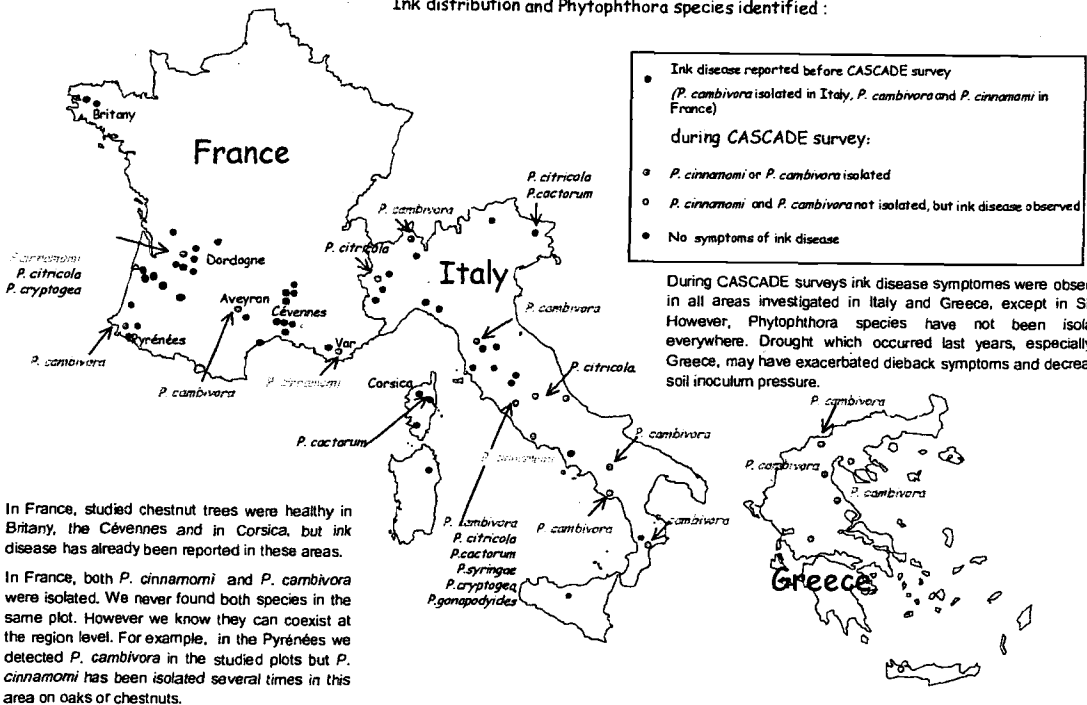 Ink distribution and Phytophthora species identified :
Ink disease reported before CASCADE survey
(P. cambivora isolated in Italy, P. cambivora and P. cinnamomi in
France)
during CASCADE survey:
P. cinnamomi or P. cambivora isolated
P. cinnamomi and P. cambivora not isolated, but ink disease observed
No symptoms of ink disease
Britany
France
P. citricola
P. cactorum
P. cambivora
P. citricola
Italy
P. cinnamomi
P. citricola
P. cryptogea
Dordogne
Aveyron
Cévennes
Pyrénées
Var
P. cambivora
P. cambivora
P. cinnamomi
P. cambivora
Corsica
P. citricola
P. cactorum
P. cambivora
P. cambivora
P. citricola
P. cactorum
P. syringae
P. cryptogea
P. gonapodyides
P. cambivora
P. cambivora
During CASCADE surveys ink disease symptomes were obser
in all areas investigated in Italy and Greece, except in Si
However, Phytophthora species have not been isola
everywhere. Drought which occurred last years, especially
Greece, may have exacerbated dieback symptoms and decrea
soil inoculum pressure.
P. cambivora
P. cambivora
P. cambivora
Greece
In France, studied chestnut trees were healthy in
Britany, the Cévennes and in Corsica, but ink
disease has already been reported in these areas.
In France, both P. cinnamomi and P. cambivora
were isolated. We never found both species in the
same plot. However we know they can coexist at
the region level. For example, in the Pyrénées we
detected P. cambivora in the studied plots but P.
cinnamomi has been isolated several times in this
area on oaks or chestnuts.